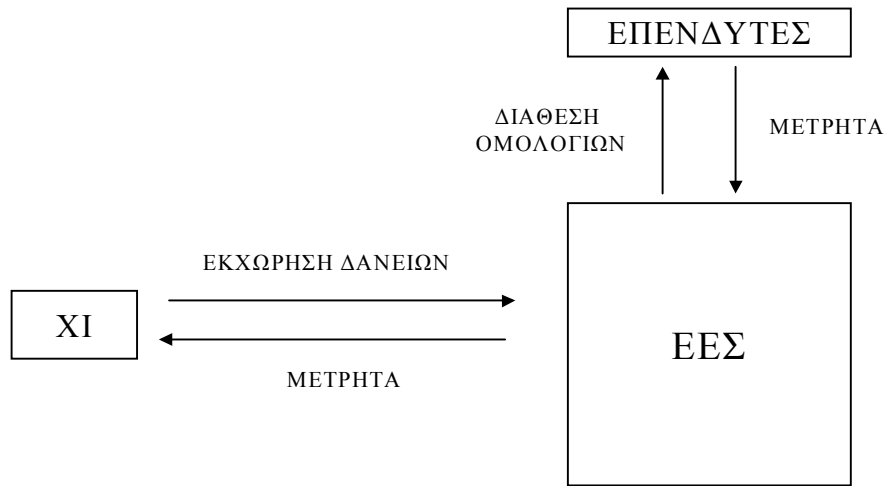 ΕΠΕΝΔΥΤΕΣ
ΔΙΑΘΕΣΗ
ΟΜΟΛΟΓΙΩΝ
ΜΕΤΡΗΤΑ
ΕΚΧΩΡΗΣΗ ΔΑΝΕΙΩΝ
ΧΙ
ΕΕΣ
ΜΕΤΡΗΤΑ